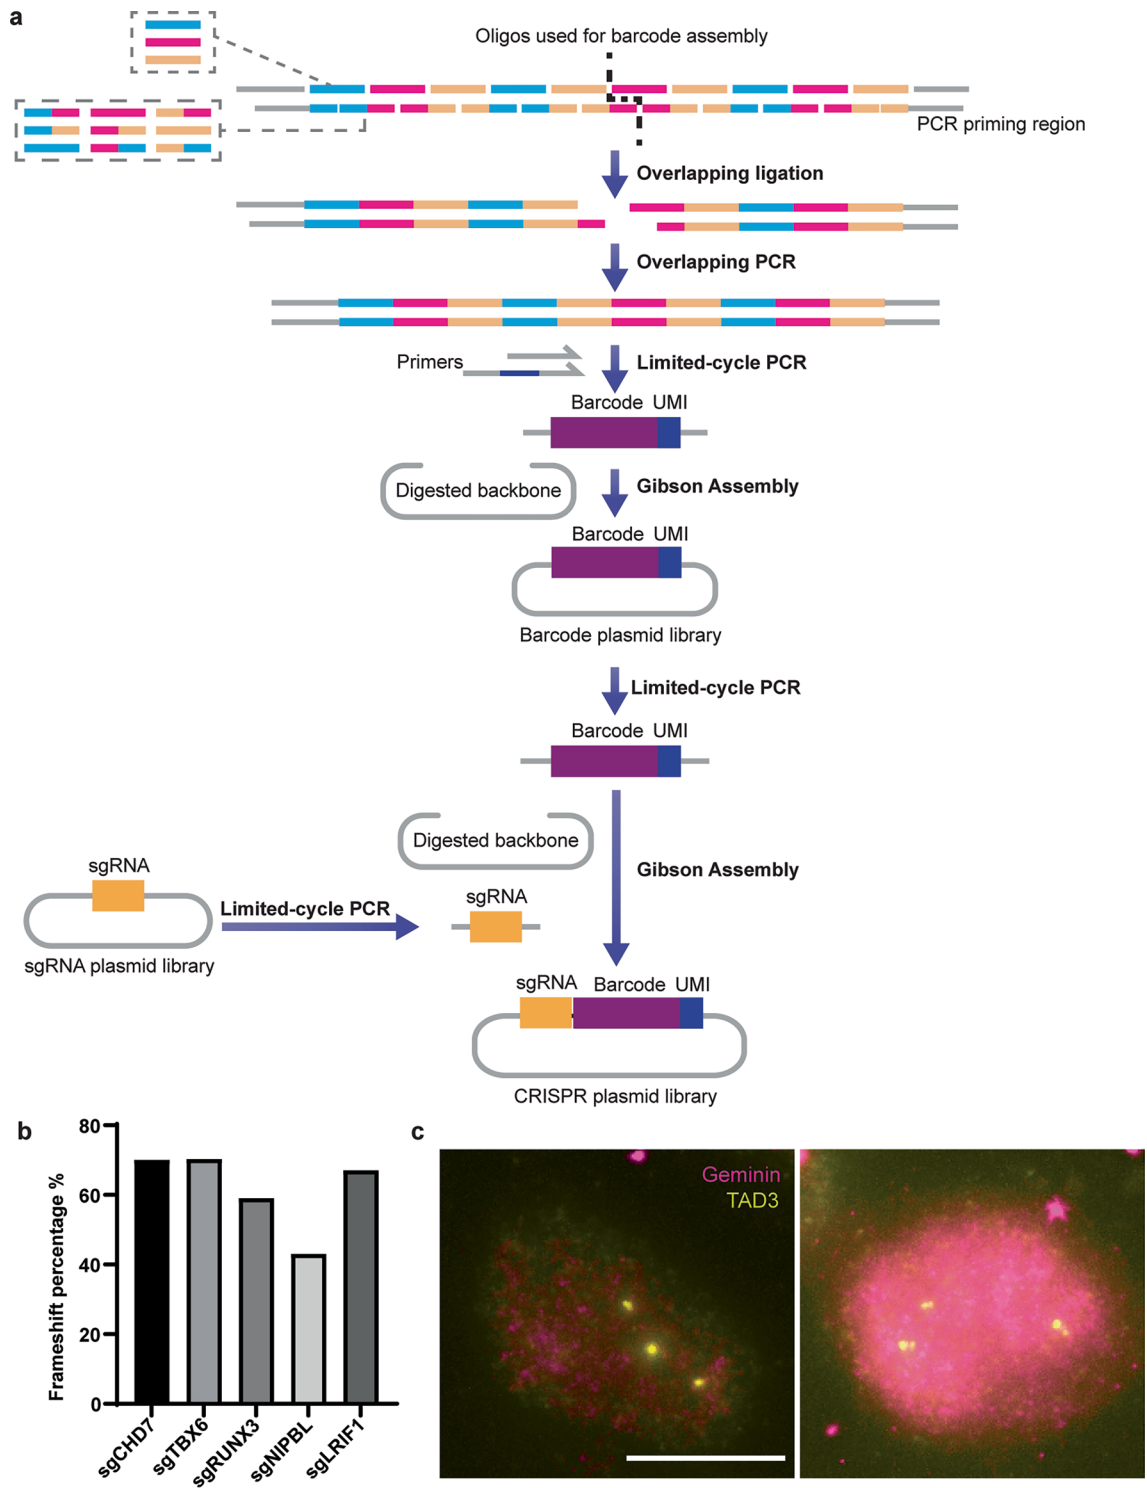 a
Oligos used for barcode assembly
PCR priming region
Overlapping ligation
Overlapping PCR
Primers
Limited-cycle PCR
Barcode UMI
Digested backbone
Gibson Assembly
Barcode UMI
Barcode plasmid library
Limited-cycle PCR
Barcode UMI
Digested backbone
Gibson Assembly
sgRNA
Limited-cycle PCR
sgRNA
sgRNA plasmid library
sgRNA Barcode UMI
CRISPR plasmid library
b
Frameshift percentage %
80
60
40
20
0
sgCHD7
sgTBX6
sgRUNX3
sgNIPBL
sgLRIF1
c
Geminin
TAD3